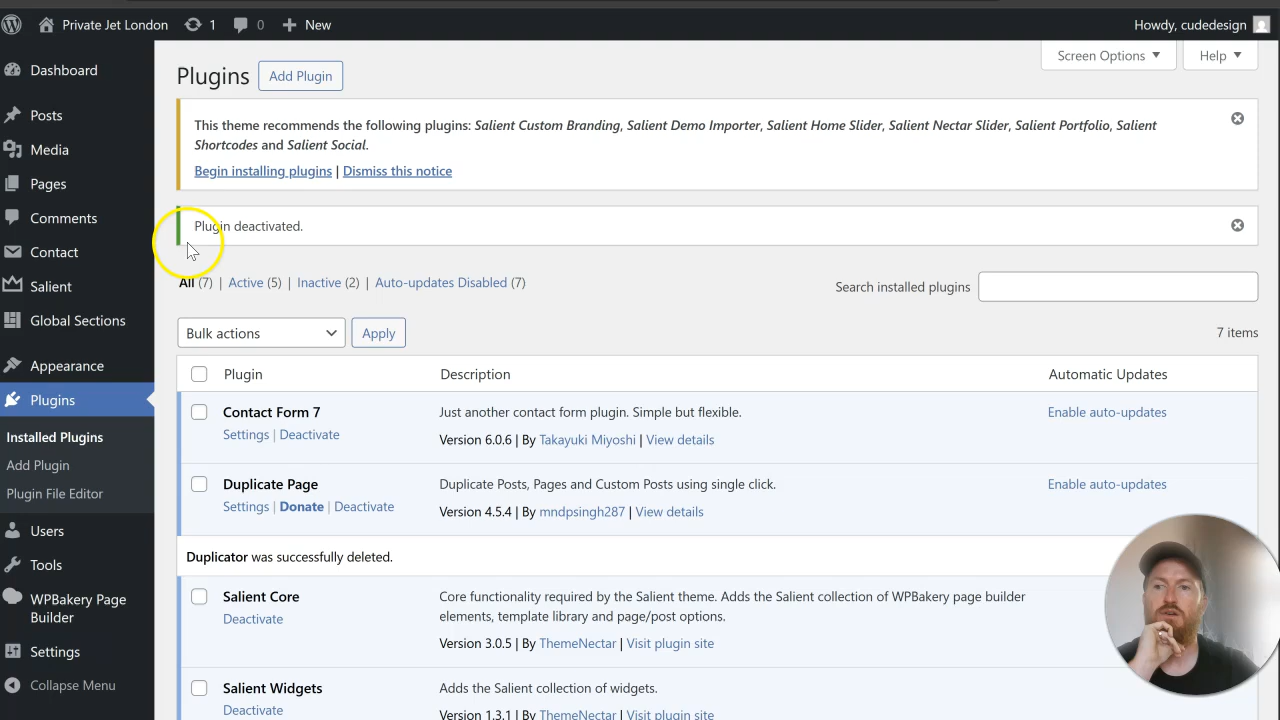 Private Jet London 1 0 New Howdy, cudedesign
Dashboard
Posts
Media
Pages
Comments
Contact
Salient
Global Sections
Appearance
Plugins
Installed Plugins
Add Plugin
Plugin File Editor
Users
Tools
WPBakery Page
Builder
Settings
Collapse Menu
Screen Options Help
Plugins Add Plugin
This theme recommends the following plugins: Salient Custom Branding, Salient Demo Importer, Salient Home Slider, Salient Nectar Slider, Salient Portfolio, Salient
Shortcodes and Salient Social.
Begin installing plugins | Dismiss this notice
Plugin deactivated.
All (7) | Active (5) | Inactive (2) | Auto-updates Disabled (7)
Search installed plugins
Bulk actions Apply 7 items
Plugin Description Automatic Updates
Contact Form 7 Just another contact form plugin. Simple but flexible. Enable auto-updates
Settings | Deactivate Version 6.0.6 | By Takayuki Miyoshi | View details
Duplicate Page Duplicate Posts, Pages and Custom Posts using single click. Enable auto-updates
Settings | Donate | Deactivate Version 4.5.4 | By mndpsingh287 | View details
Duplicator was successfully deleted.
Salient Core Core functionality required by the Salient theme. Adds the Salient collection of WPBakery page builder
Deactivate elements, template library and page/post options.
Version 3.0.5 | By ThemeNectar | Visit plugin site
Salient Widgets Adds the Salient collection of widgets.
Deactivate Version 1.3.1 | By ThemeNectar | Visit plugin site